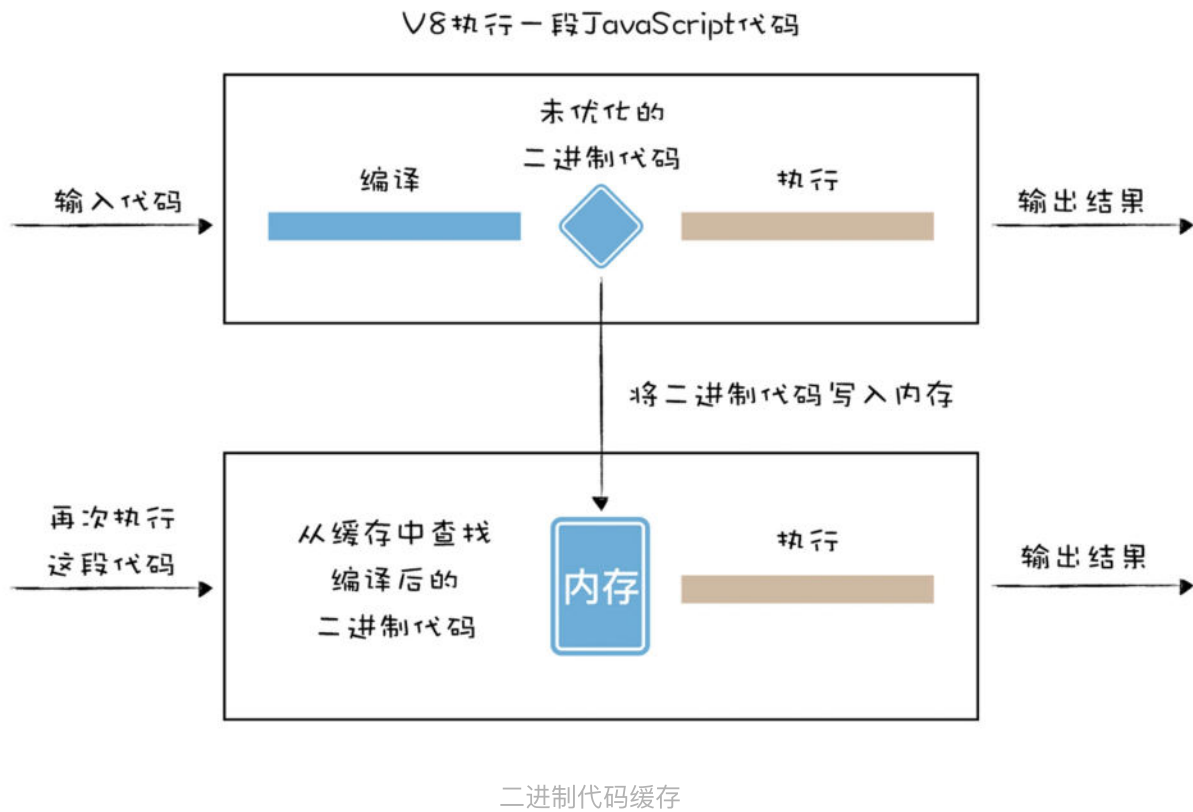 V8执行一段JavaScript代码
未优化的
二进制代码
编译
执行
输入代码
输出结果
将二进制代码写入内存
再次执行
这段代码
从缓存中查找
编译后的
二进制代码
内存
执行
输出结果
二进制代码缓存